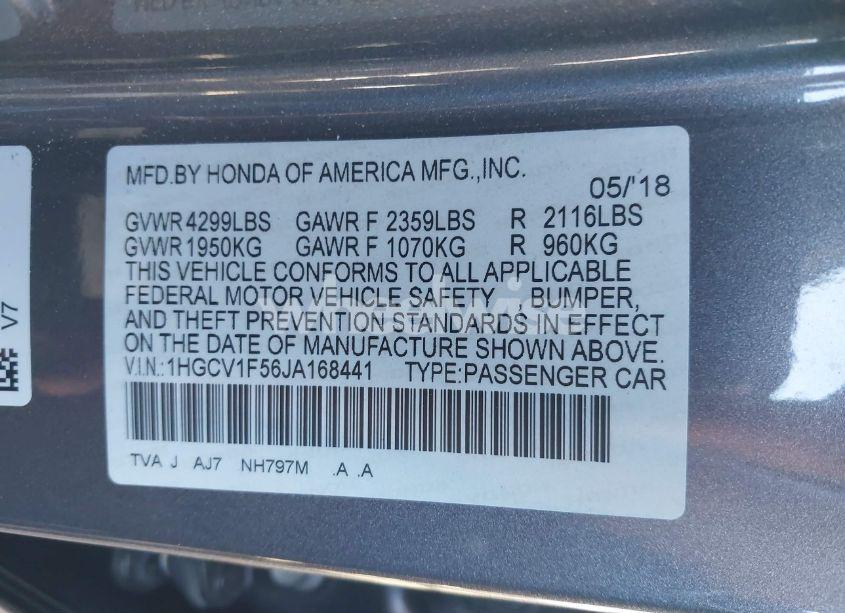 MFD.BY HONDA OF AMERICA MFG.,INC.
05/'18
GVWR 4299LBS GAWR F 2359LBS R 2116LBS
GVWR 1950KG GAWR F 1070KG R 960KG
THIS VEHICLE CONFORMS TO ALL APPLICABLE
FEDERAL MOTOR VEHICLE SAFETY , BUMPER,
AND THEFT PREVENTION STANDARDS IN EFFECT
ON THE DATE OF MANUFACTURE SHOWN ABOVE.
V.I.N.:1HGCV1F56JA168441 TYPE:PASSENGER CAR
TVA J AJ7 NH797M .A .A
V7